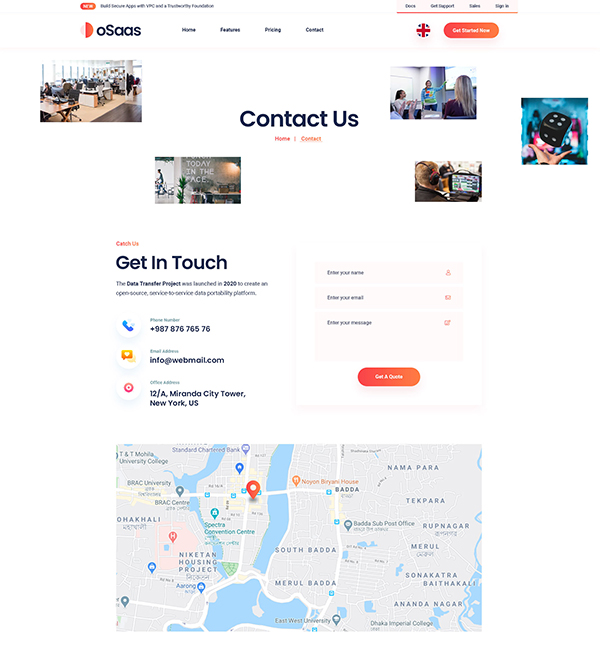 NEW Build Secure Apps with VPC and a Trustworthy Foundation
Docs Get Support Sales Sign In
oSaas
Home Features Pricing Contact
Get Started Now
Contact Us
Home | Contact
TODAY
IN THE
FACE.
Catch Us
Get In Touch
The Data Transfer Project was launched in 2020 to create an
open-source, service-to-service data portability platform.
Phone Number
+987 876 765 76
Email Address
info@webmail.com
Office Address
12/A, Miranda City Tower,
New York, US
Enter your name
Enter your email
Enter your message
Get A Quote
Standard Chartered Bank
T & T Mohila
University College
BRAC University
BRAC Centre
Noyon Biryani House
BADDA
NAMA PARA
TEKPARA
Spectra
Convention Centre
Badda Sub Post Office
RUPNAGAR
MERUL
NIKETAN
HOUSING
PROJECT
SOUTH BADDA
SONAKATRA
BAITHAKALI
Aarong
MERUL BADDA
ANANDA NAGAR
East West University
Dhaka Imperial College